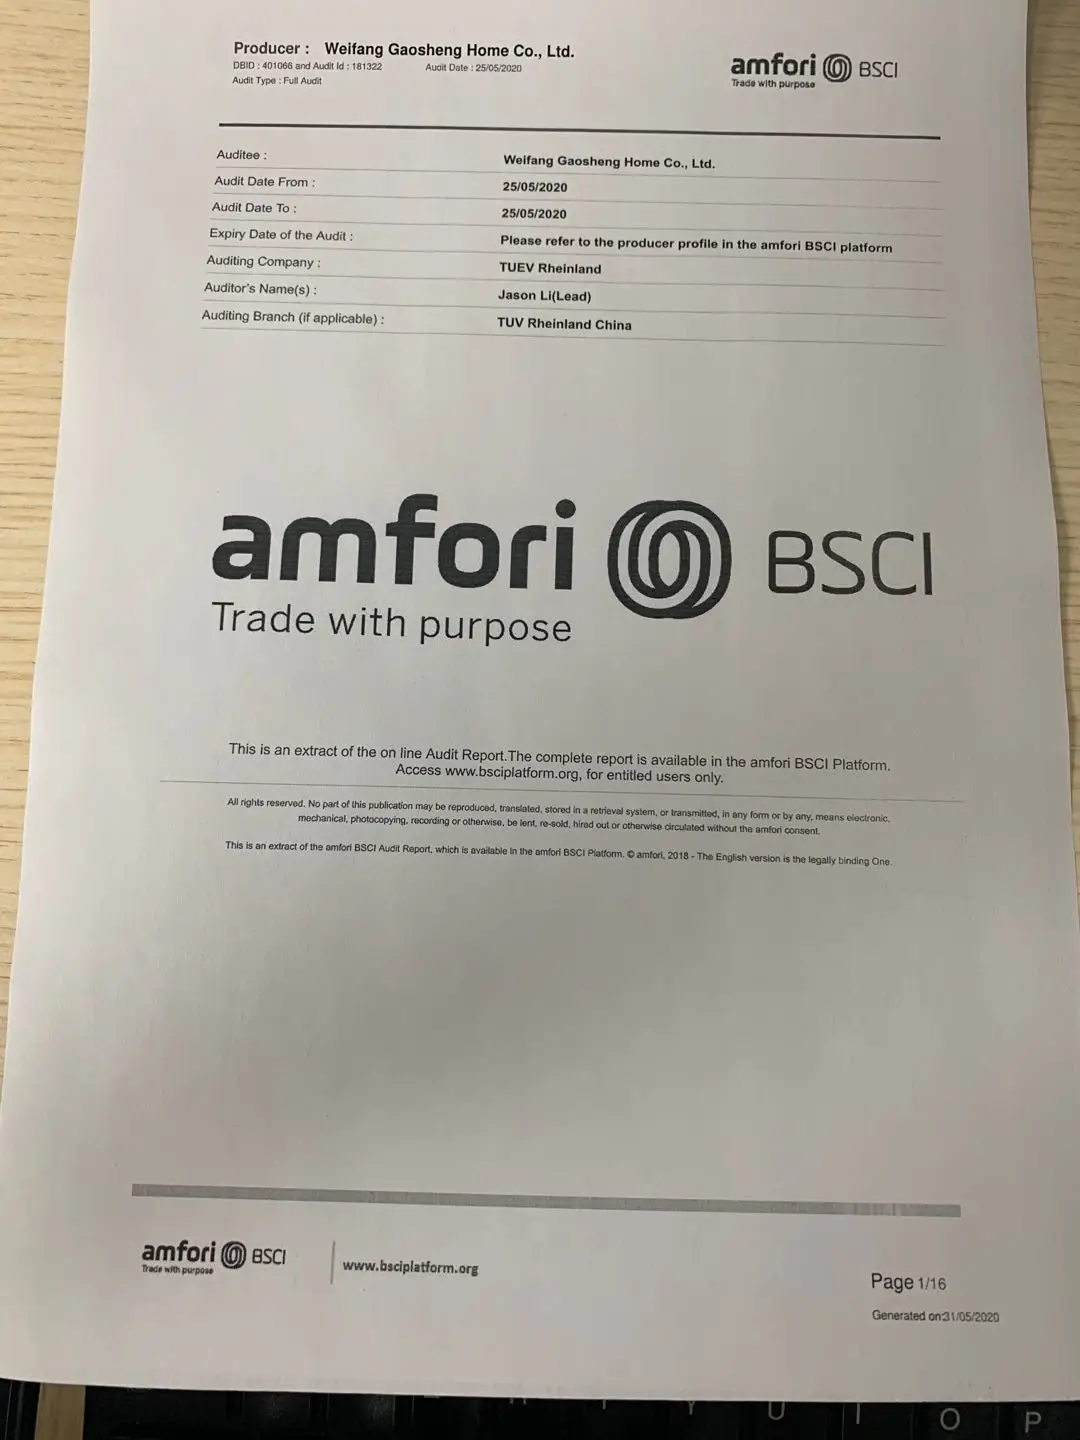 Producer : Weifang Gaosheng Home Co., Ltd.
DBID : 401066 and Audit Id : 181322 Audit Date : 25/05/2020
Audit Type : Full Audit
amfori BSCI
Trade with purpose
Auditee : Weifang Gaosheng Home Co., Ltd.
Audit Date From : 25/05/2020
Audit Date To : 25/05/2020
Expiry Date of the Audit : Please refer to the producer profile in the amfori BSCI platform
Auditing Company : TUEV Rheinland
Auditor's Name(s) : Jason Li(Lead)
Auditing Branch (if applicable) : TUV Rheinland China
amfori BSCI
Trade with purpose
This is an extract of the on line Audit Report.The complete report is available in the amfori BSCI Platform.
Access www.bsciplatform.org, for entitled users only.
All rights reserved. No part of this publication may be reproduced, translated, stored in a retrieval system, or transmitted, in any form or by any, means electronic,
mechanical, photocopying, recording or otherwise, be lent, re-sold, hired out or otherwise circulated without the amfori consent.
This is an extract of the amfori BSCI Audit Report, which is available in the amfori BSCI Platform. © amfori, 2018 - The English version is the legally binding One.
amfori BSCI
Trade with purpose
www.bsciplatform.org
Page 1/16
Generated on:31/05/2020
Y U I O P